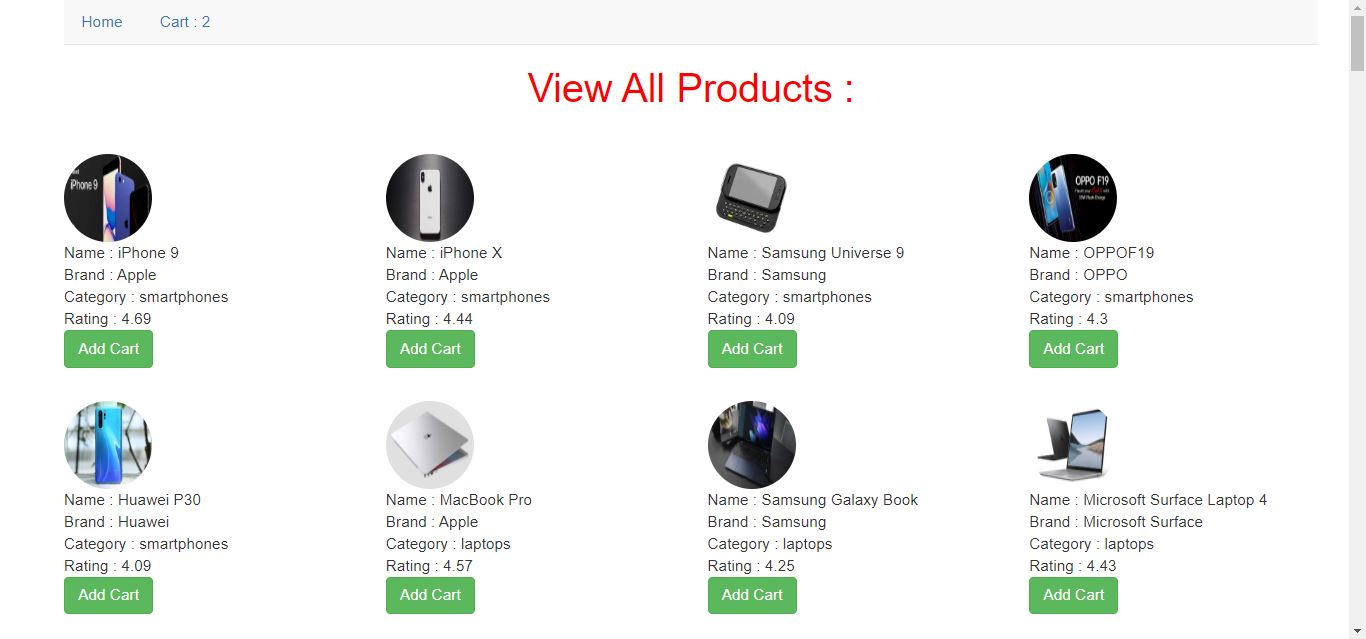 Home Cart : 2
View All Products :
iPhone 9
OPPO F19
Name : iPhone 9
Brand : Apple
Category : smartphones
Rating : 4.69
Add Cart
Name : iPhone X
Brand : Apple
Category : smartphones
Rating : 4.44
Add Cart
Name : Samsung Universe 9
Brand : Samsung
Category : smartphones
Rating : 4.09
Add Cart
Name : OPPOF19
Brand : OPPO
Category : smartphones
Rating : 4.3
Add Cart
Name : Huawei P30
Brand : Huawei
Category : smartphones
Rating : 4.09
Add Cart
Name : MacBook Pro
Brand : Apple
Category : laptops
Rating : 4.57
Add Cart
Name : Samsung Galaxy Book
Brand : Samsung
Category : laptops
Rating : 4.25
Add Cart
Name : Microsoft Surface Laptop 4
Brand : Microsoft Surface
Category : laptops
Rating : 4.43
Add Cart